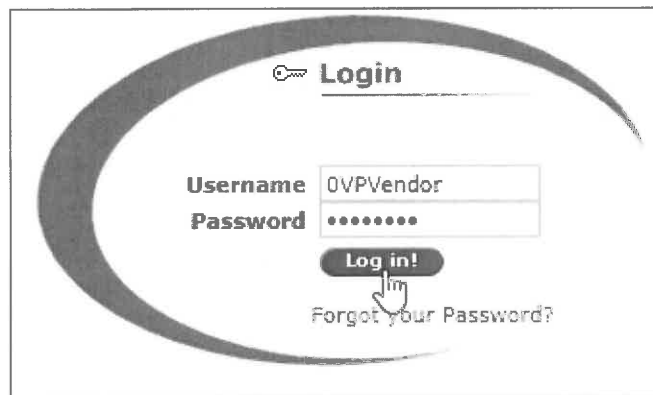 Login
Username 0VPVendor
Password ••••••••
Log in!
Forgot your Password?